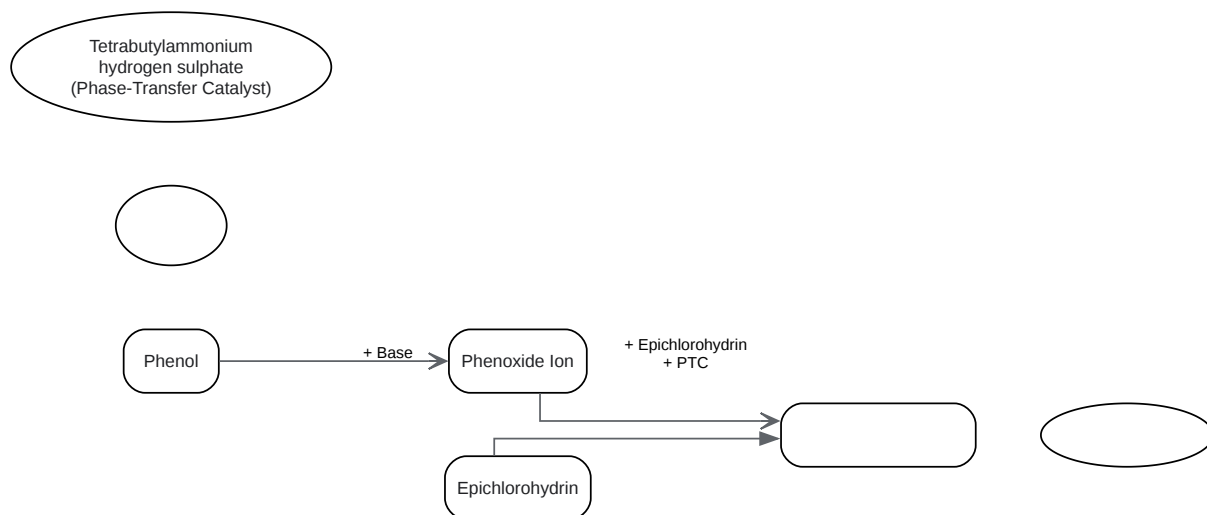 Tetrabutylammonium
hydrogen sulphate
(Phase-Transfer Catalyst)
Phenol
+ Base
Phenoxide Ion
+ Epichlorohydrin
+ PTC
Epichlorohydrin